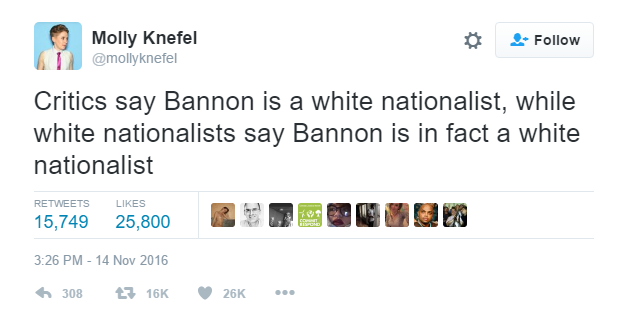 Molly Knefel
@mollyknefel
Follow
Critics say Bannon is a white nationalist, while
white nationalists say Bannon is in fact a white
nationalist
RETWEETS LIKES
15,749 25,800
3:26 PM - 14 Nov 2016
308 16K 26K